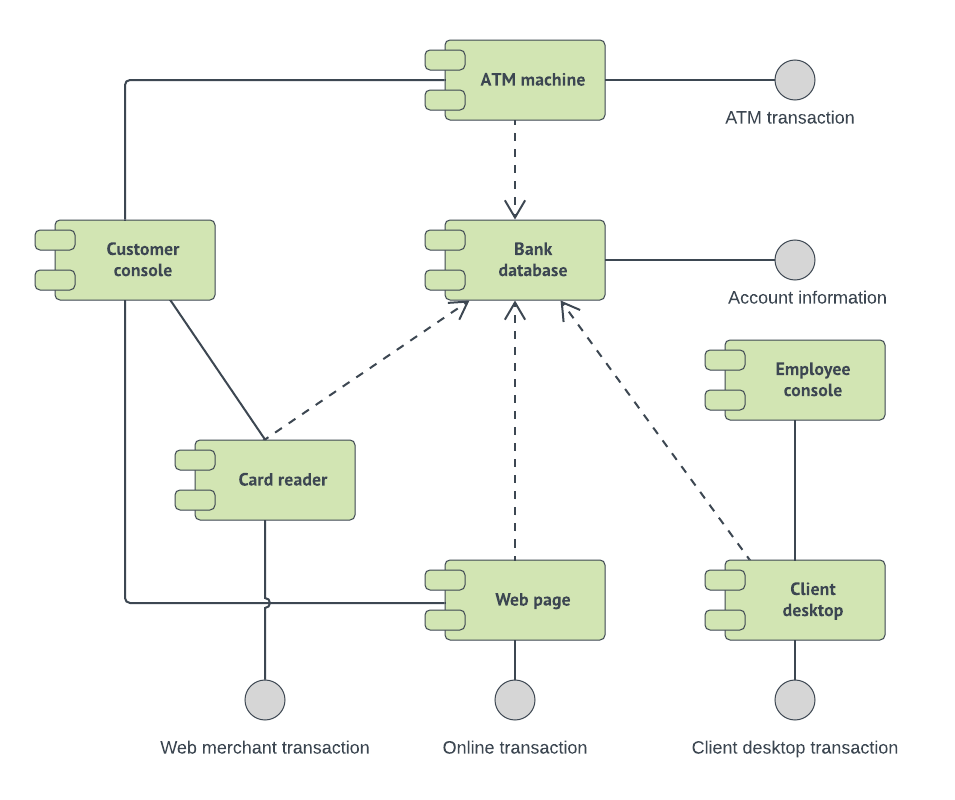 ATM machine
ATM transaction
Customer
console
Bank
database
Account information
Employee
console
Card reader
Web page
Client
desktop
Web merchant transaction
Online transaction
Client desktop transaction